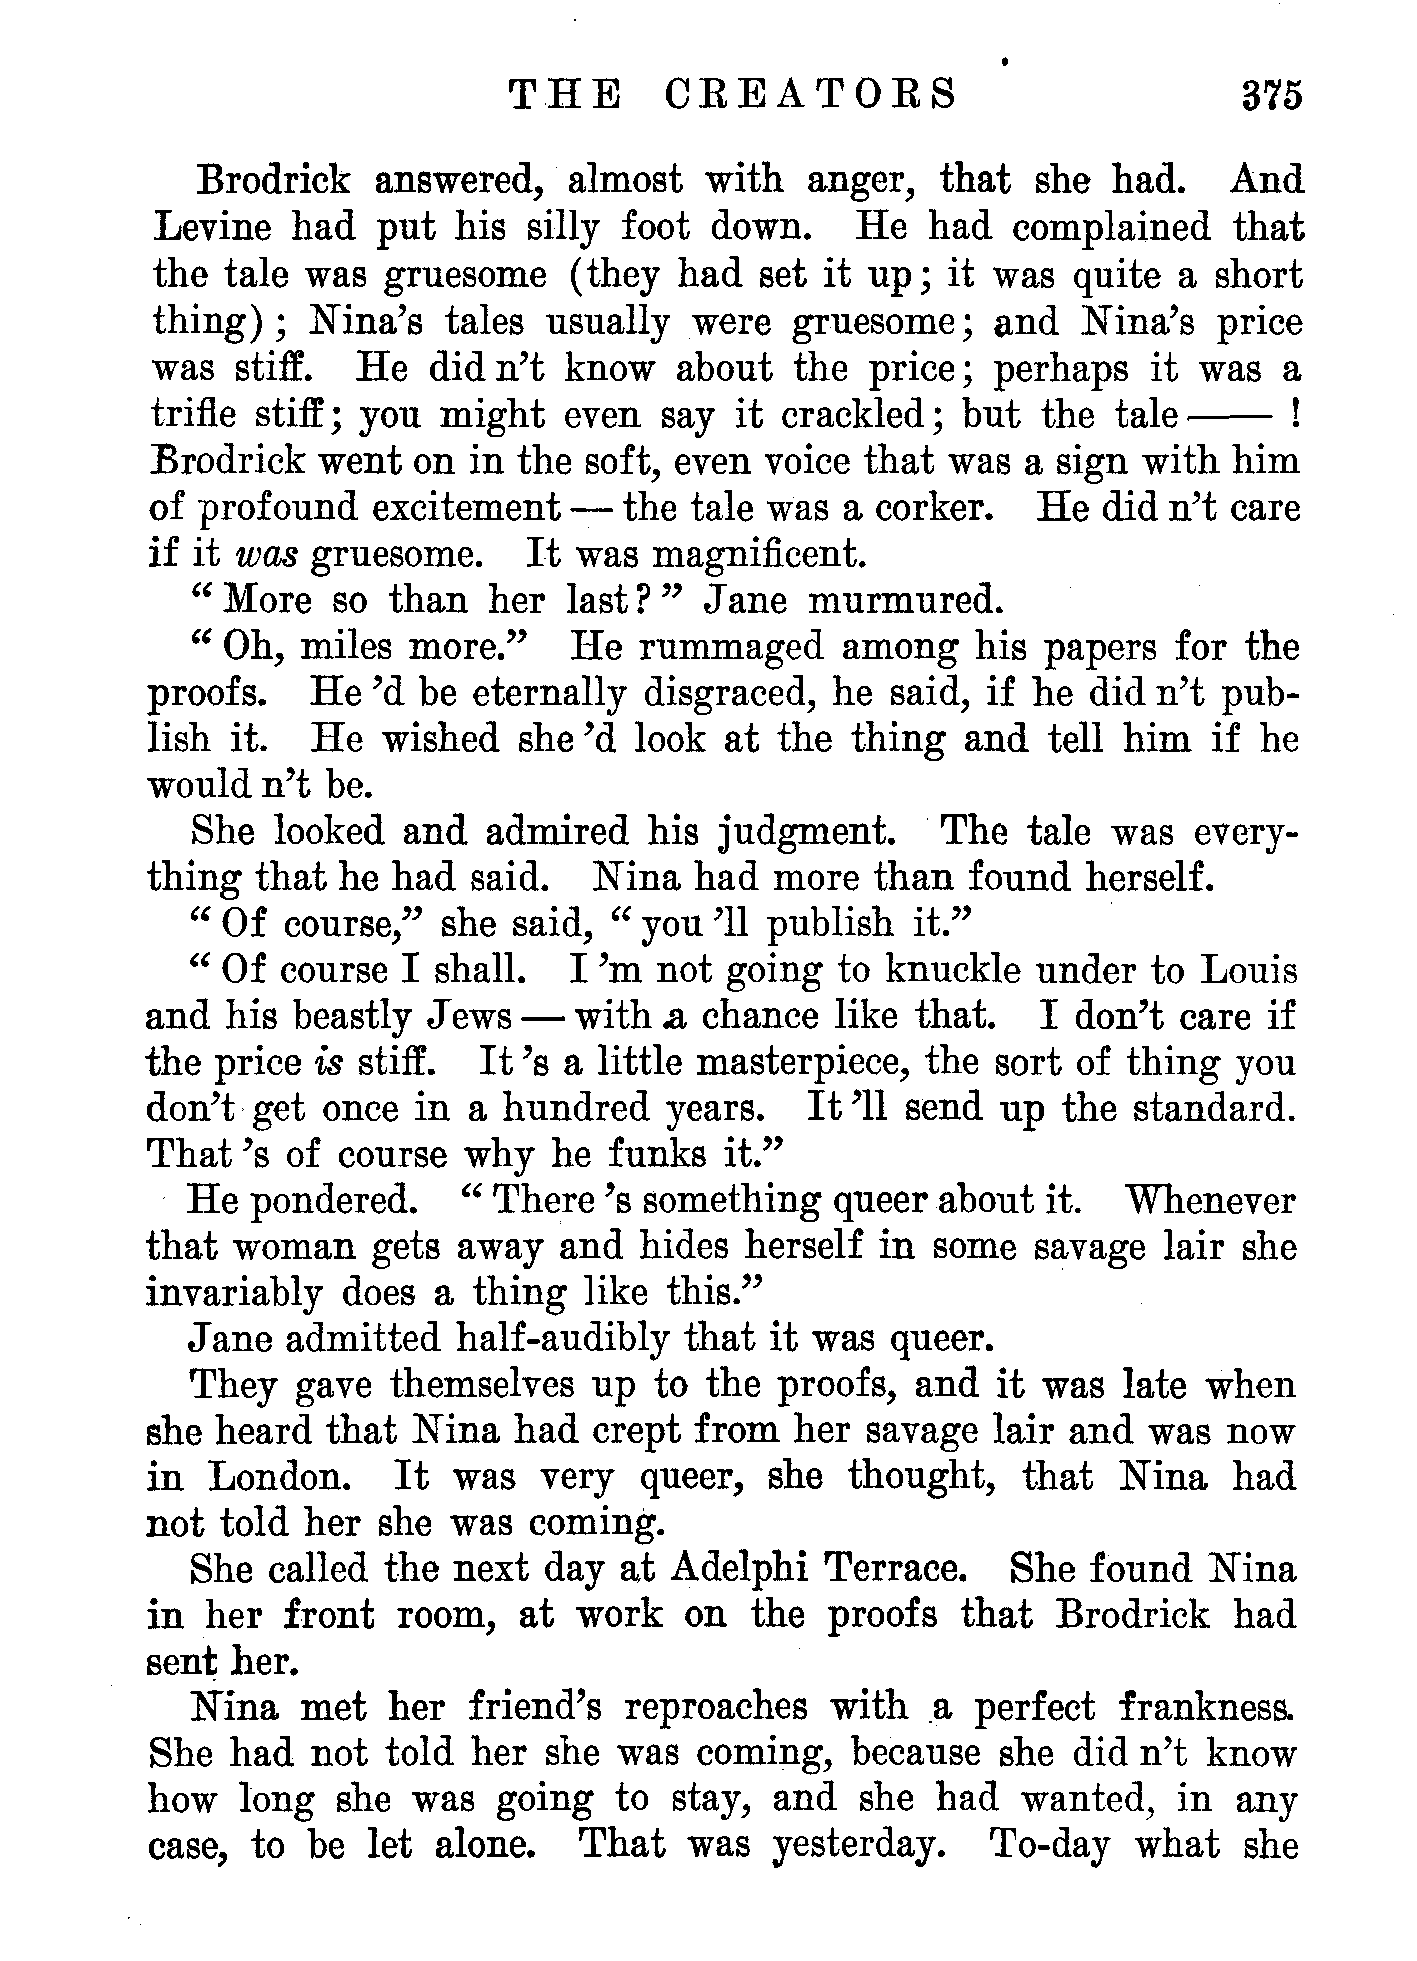 THE CREATORS 375
Brodrick answered, almost with anger, that she had. And
Levine had put his silly foot down. He had complained that
the tale was gruesome (they had set it up; it was quite a short
thing); Nina's tales usually were gruesome; and Nina's price
was stiff. He did n't know about the price; perhaps it was a
trifle stiff; you might even say it crackled; but the tale —— !
Brodrick went on in the soft, even voice that was a sign with him
of profound excitement — the tale was a corker. He did n't care
if it was gruesome. It was magnificent.
"More so than her last?" Jane murmured.
"Oh, miles more." He rummaged among his papers for the
proofs. He 'd be eternally disgraced, he said, if he did n't pub-
lish it. He wished she 'd look at the thing and tell him if he
would n't be.
She looked and admired his judgment. The tale was every-
thing that he had said. Nina had more than found herself.
"Of course," she said, "you 'll publish it."
"Of course I shall. I 'm not going to knuckle under to Louis
and his beastly Jews — with a chance like that. I don't care if
the price is stiff. It 's a little masterpiece, the sort of thing you
don't get once in a hundred years. It 'll send up the standard.
That 's of course why he funks it."
He pondered. "There 's something queer about it. Whenever
that woman gets away and hides herself in some savage lair she
invariably does a thing like this."
Jane admitted half-audibly that it was queer.
They gave themselves up to the proofs, and it was late when
she heard that Nina had crept from her savage lair and was now
in London. It was very queer, she thought, that Nina had
not told her she was coming.
She called the next day at Adelphi Terrace. She found Nina
in her front room, at work on the proofs that Brodrick had
sent her.
Nina met her friend's reproaches with a perfect frankness.
She had not told her she was coming, because she did n't know
how long she was going to stay, and she had wanted, in any
case, to be let alone. That was yesterday. To-day what she